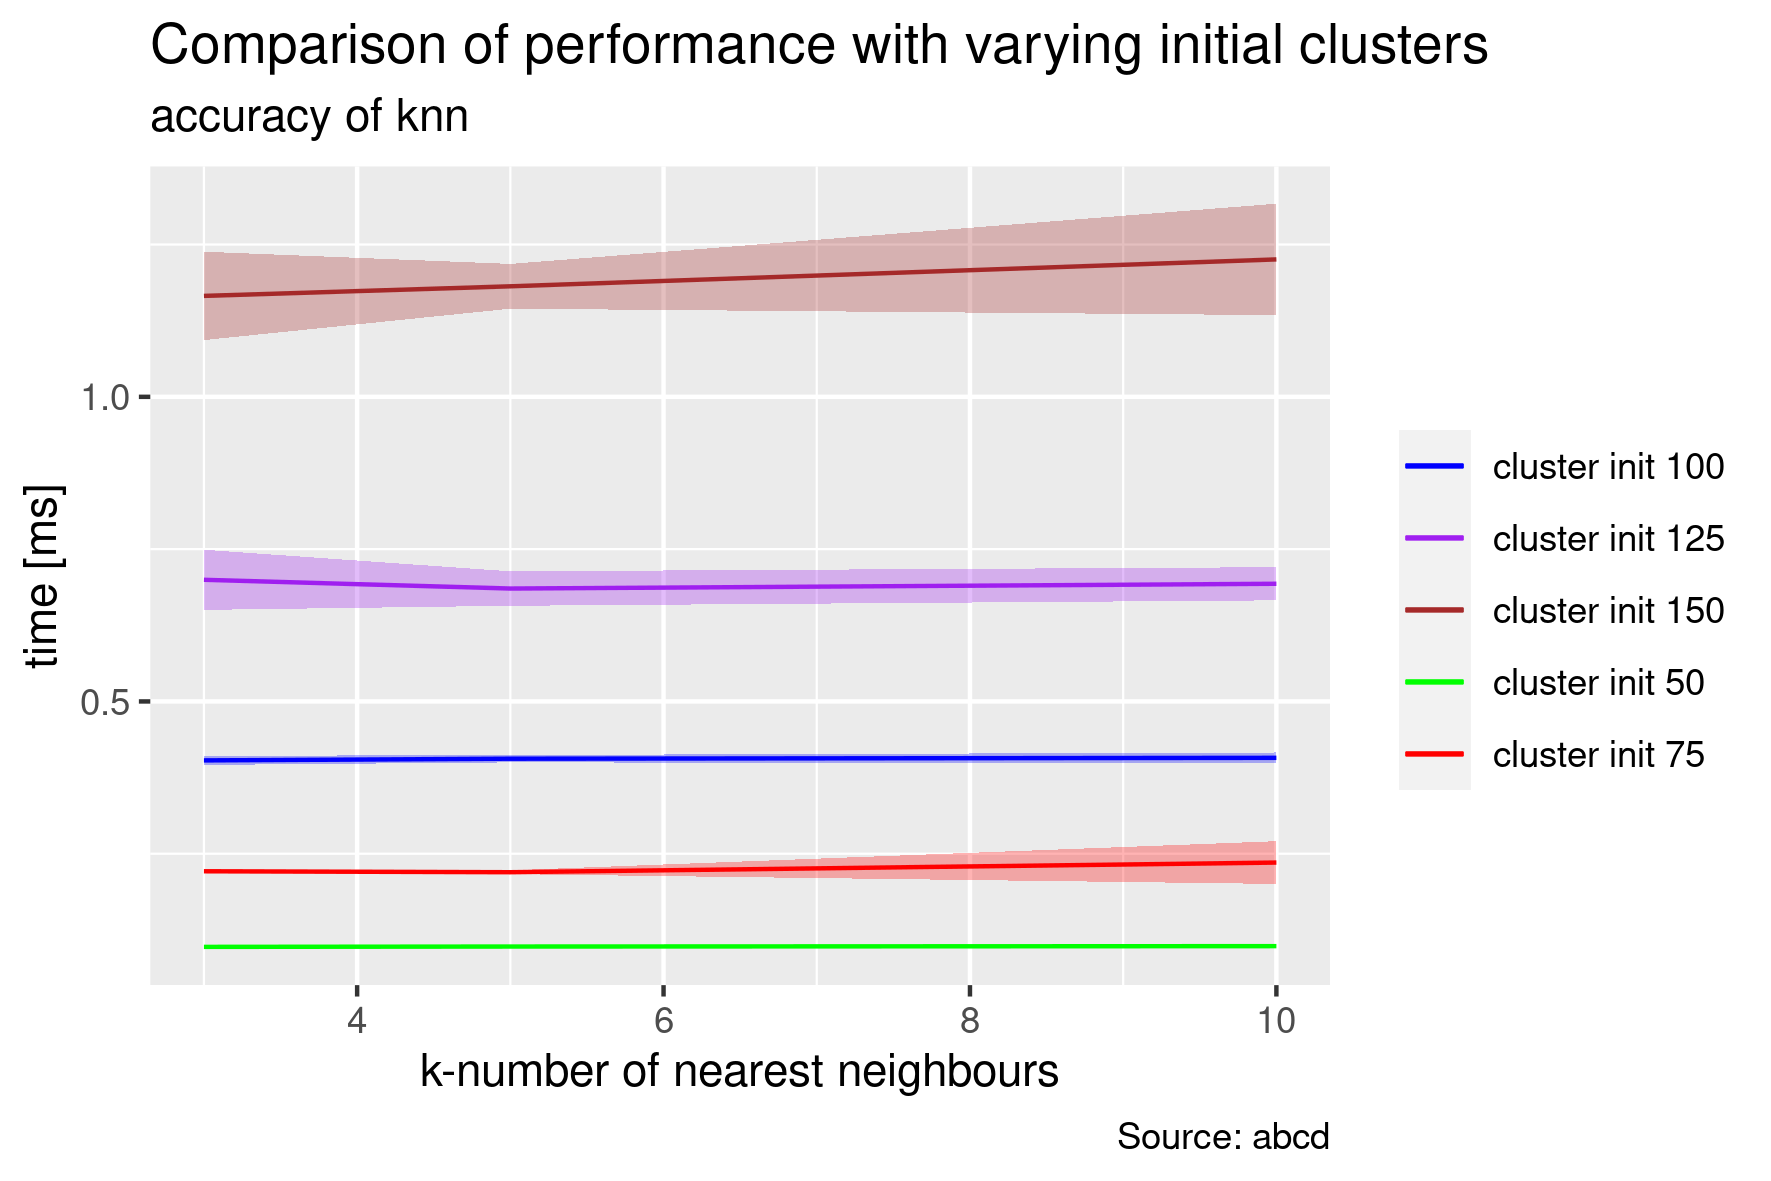 Comparison of performance with varying initial clusters
accuracy of knn
time [ms]
1.0
0.5
4
6
8
10
k-number of nearest neighbours
cluster init 100
cluster init 125
cluster init 150
cluster init 50
cluster init 75
Source: abcd